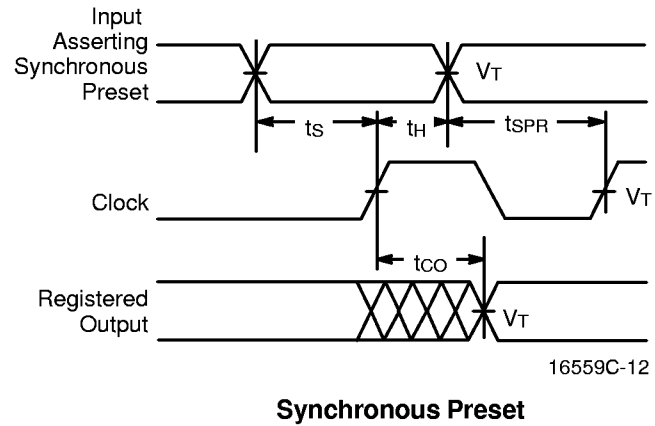 Input
Asserting
Synchronous
Preset
VT
tS
tH
tSPR
Clock
VT
tCO
Registered
Output
VT
16559C-12
Synchronous Preset